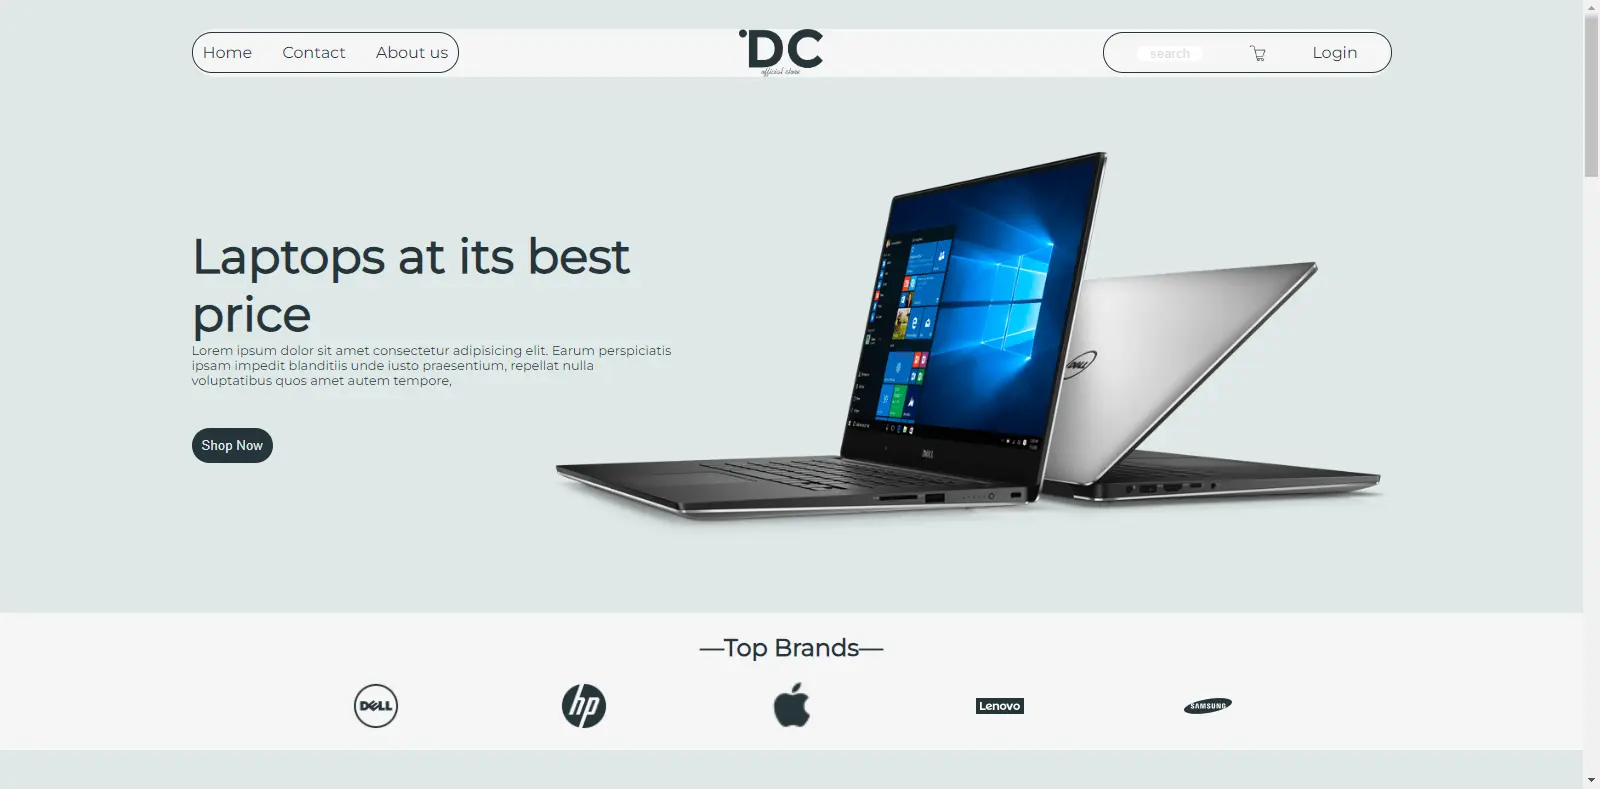 Home Contact About us
DC
official store
search
Login
Laptops at its best
price
Lorem ipsum dolor sit amet consectetur adipisicing elit. Earum perspiciatis
ipsam impedit blanditiis unde iusto praesentium, repellat nulla
voluptatibus quos amet autem tempore,
Shop Now
DELL
DELL
—Top Brands—
DELL
hp
Lenovo
SAMSUNG